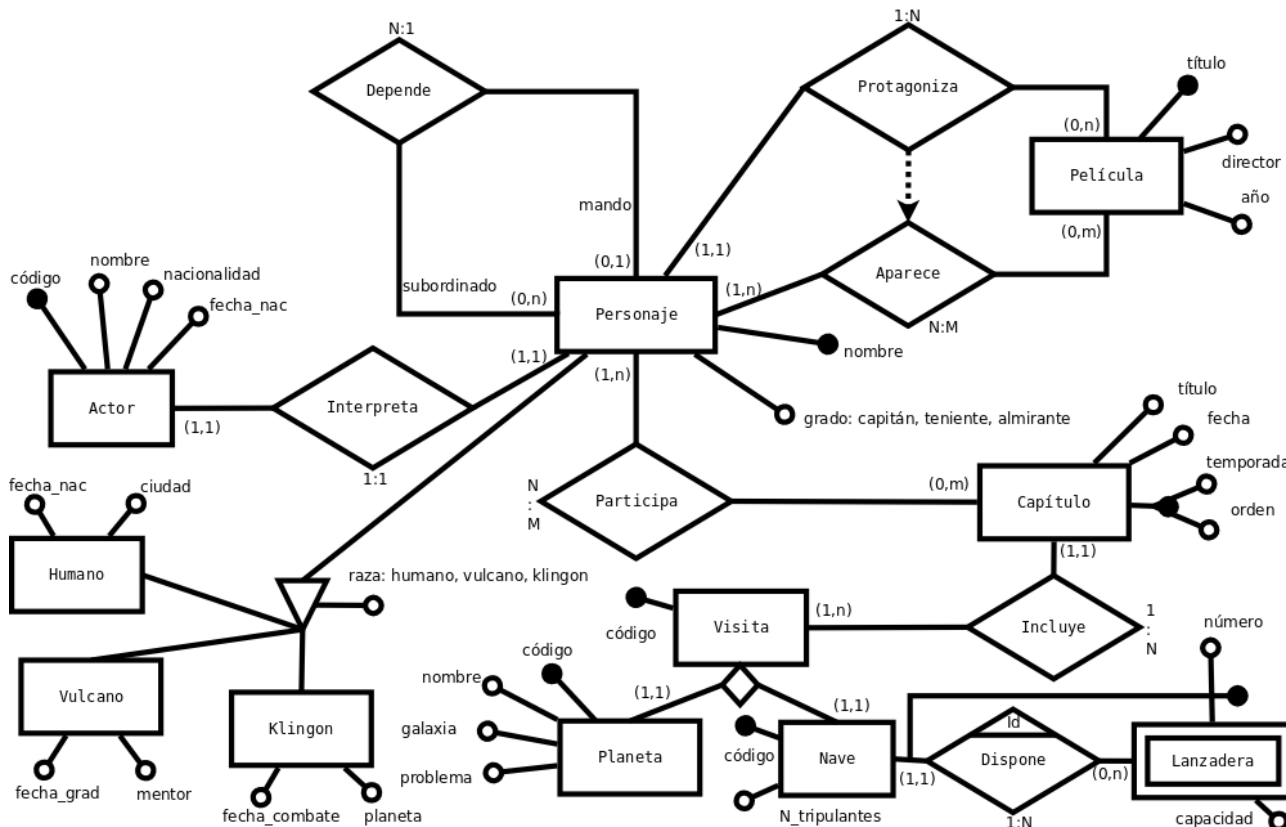 N:1
1:N
Depende
Protagoniza
título
(0,n)
director
Película
año
mando
(0,m)
(1,1)
Aparece
(0,1)
subordinado
(0,n)
(1,n)
Personaje
N:M
nombre
código
nombre
nacionalidad
fecha_nac
(1,1)
(1,n)
Actor
Interpreta
(1,1)
1:1
grado: capitán, teniente, almirante
título
fecha
temporada
orden
N
:
M
Participa
(0,m)
Capítulo
(1,1)
fecha_nac
ciudad
Humano
raza: humano, vulcano, klingon
código
Visita
(1,n)
Incluye
1
:
N
número
código
nombre
(1,1)
(1,1)
galaxia
Planeta
problema
código
Nave
N_tripulantes
(1,1)
Id
Dispone
1:N
(0,n)
Lanzadera
capacidad
Vulcano
fecha_grad
mentor
Klingon
fecha_combate
planeta